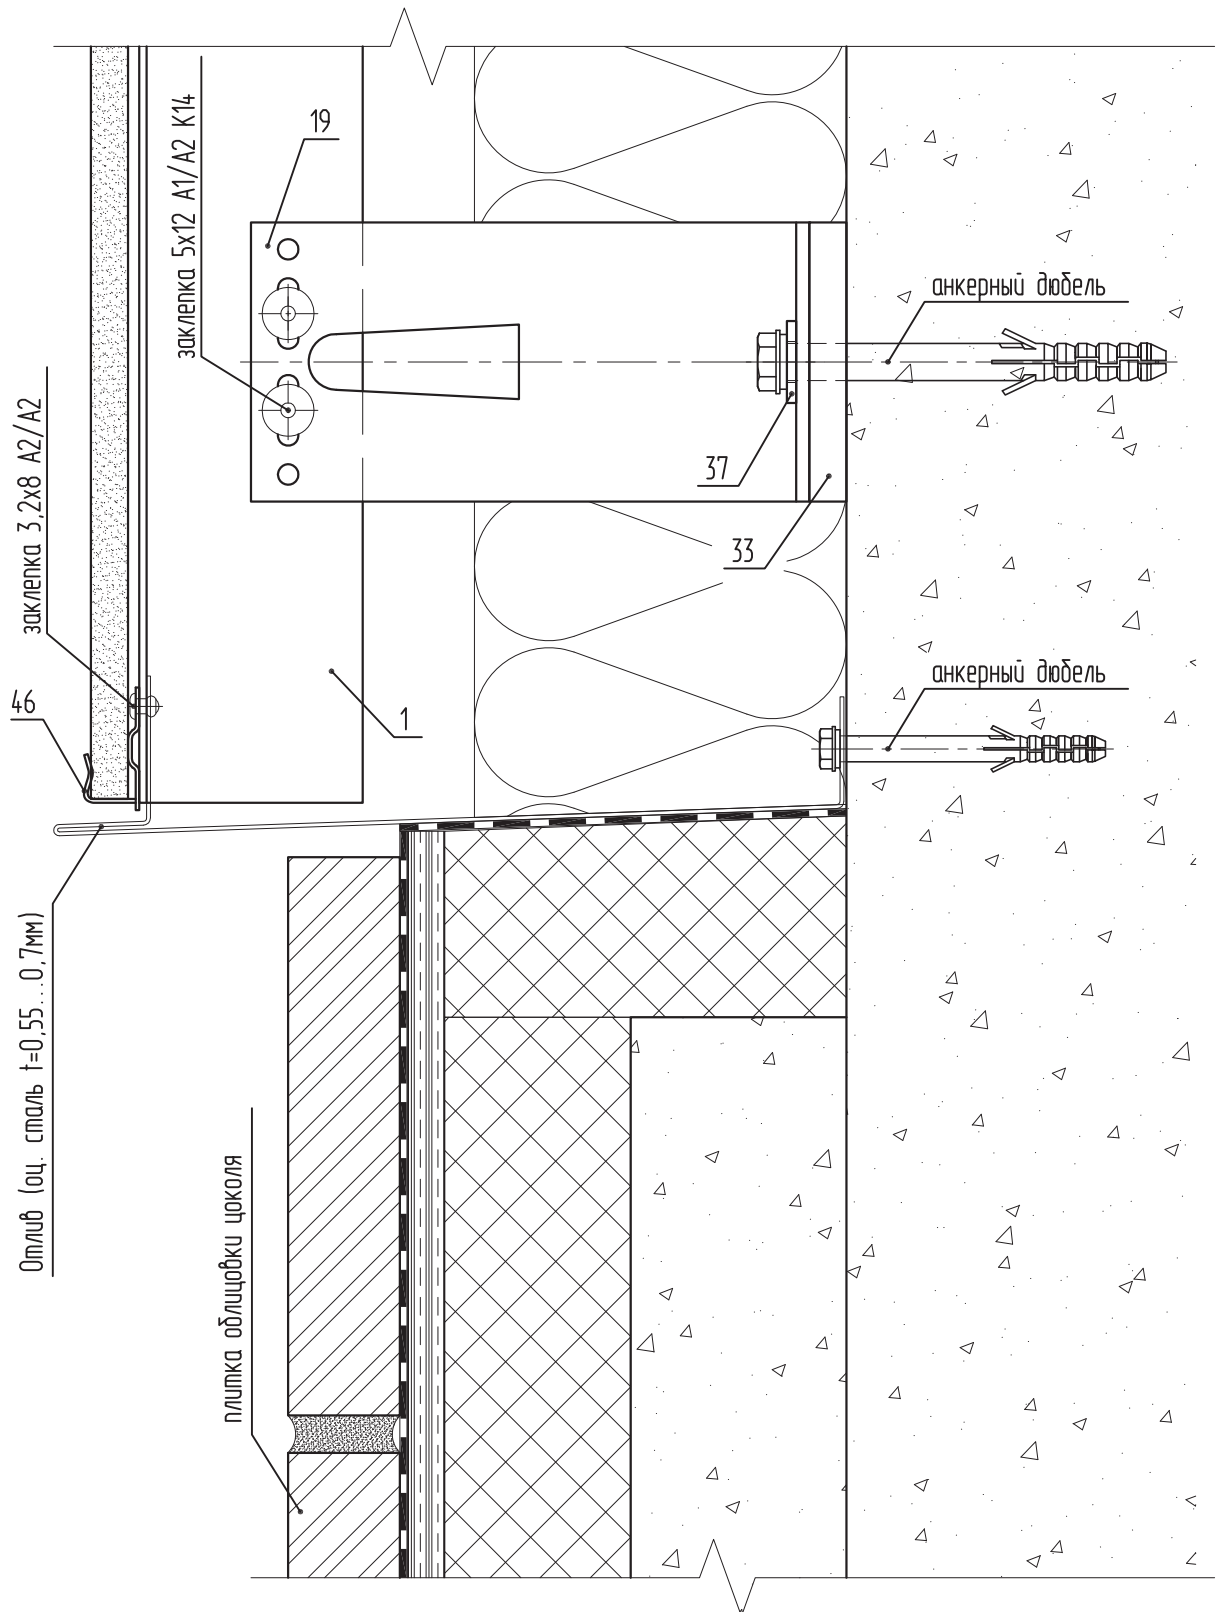 19
заклепка 5х12 А1/А2 К14
анкерный дюбель
37
заклепка 3,2х8 А2/А2
33
анкерный дюбель
46
1
Отлив (оц. сталь t=0,55...0,7мм)
плитка облицовки цоколя